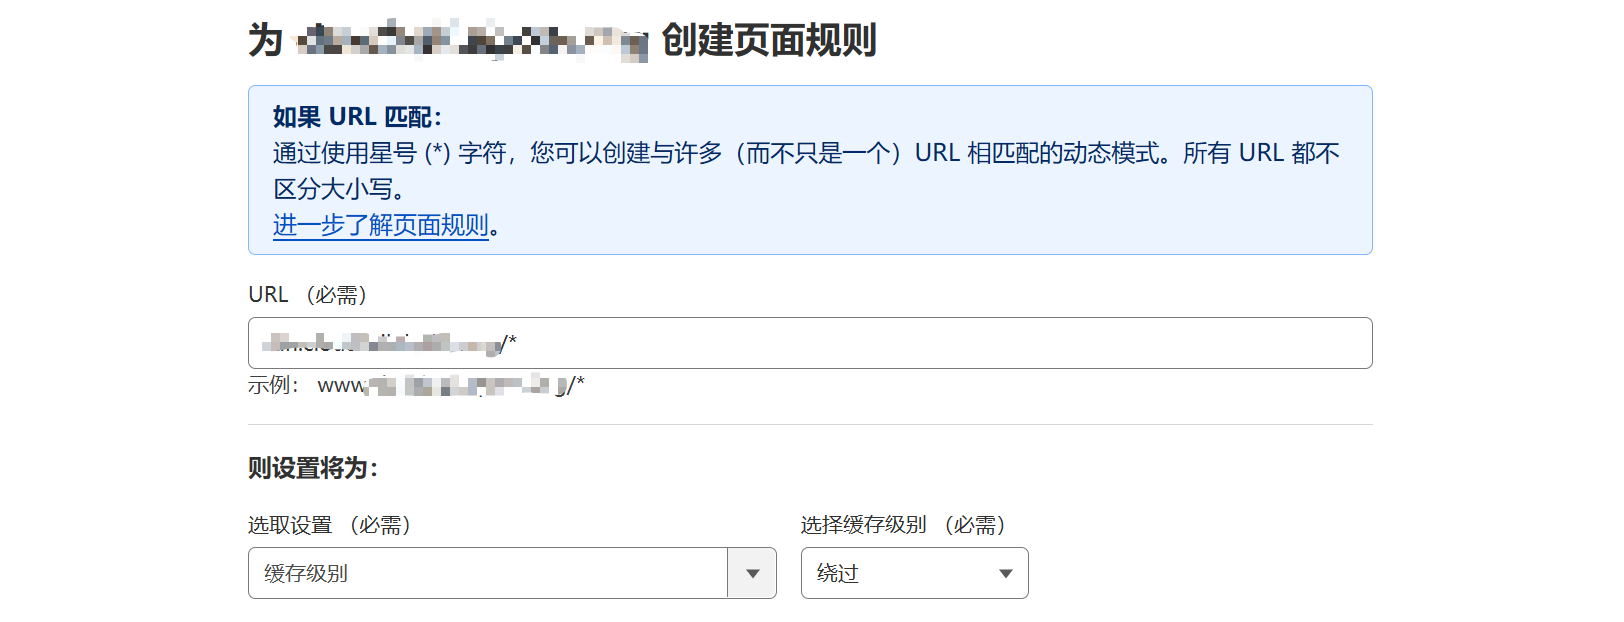 为 创建页面规则
如果 URL 匹配：
通过使用星号 (*) 字符，您可以创建与许多（而不只是一个）URL 相匹配的动态模式。所有 URL 都不
区分大小写。
进一步了解页面规则。
URL （必需）
/*
示例： www /*
则设置将为：
选取设置 （必需）
选择缓存级别 （必需）
缓存级别
绕过